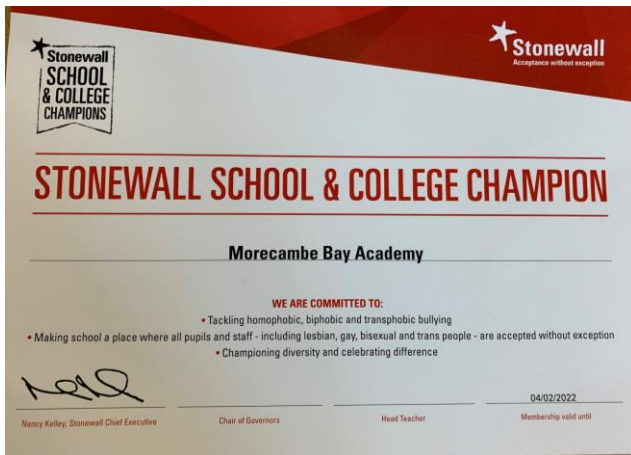 Stonewall
SCHOOL
& COLLEGE
CHAMPIONS
Stonewall
Acceptance without exception
STONEWALL SCHOOL & COLLEGE CHAMPION
Morecambe Bay Academy
WE ARE COMMITTED TO:
• Tackling homophobic, biphobic and transphobic bullying
• Making school a place where all pupils and staff - including lesbian, gay, bisexual and trans people - are accepted without exception
• Championing diversity and celebrating difference
04/02/2022
Nancy Kelley, Stonewall Chief Executive
Chair of Governors
Head Teacher
Membership valid until